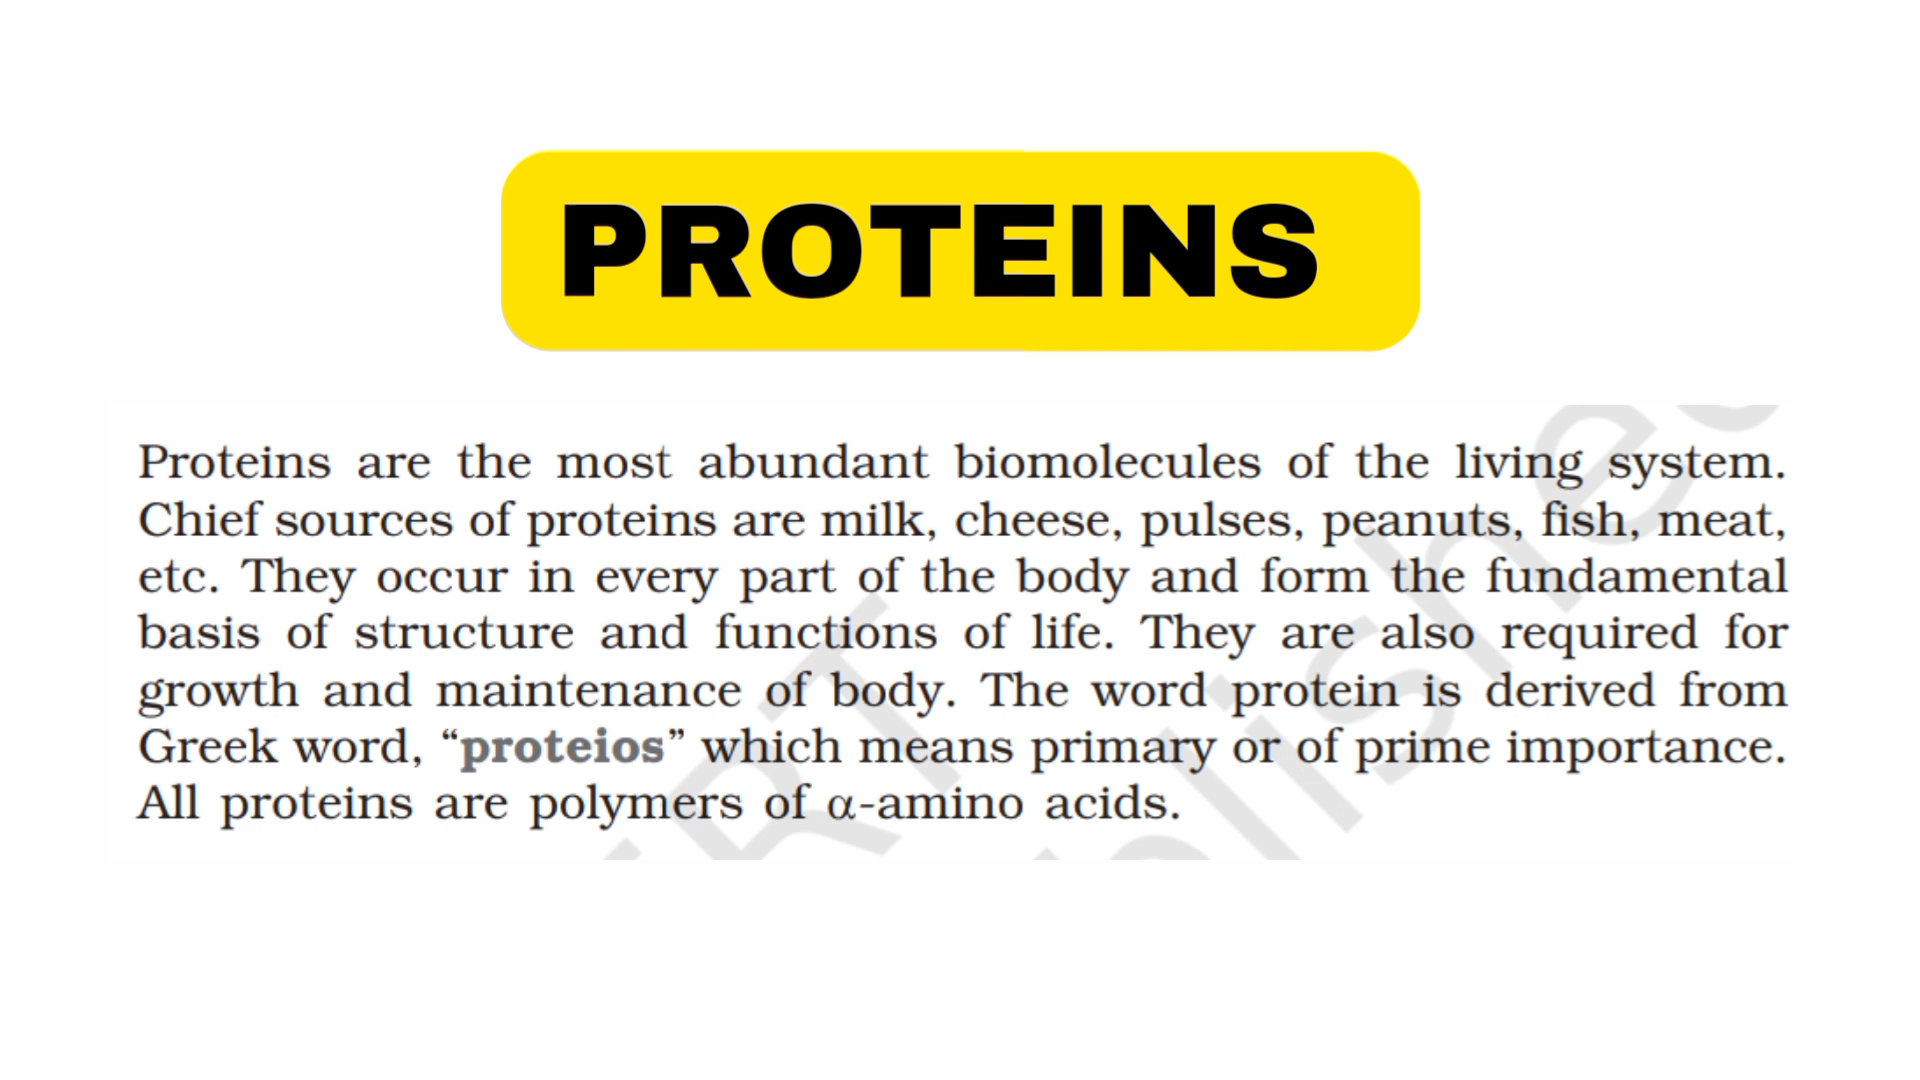 PROTEINS
Proteins are the most abundant biomolecules of the living system.
Chief sources of proteins are milk, cheese, pulses, peanuts, fish, meat,
etc. They occur in every part of the body and form the fundamental
basis of structure and functions of life. They are also required for
growth and maintenance of body. The word protein is derived from
Greek word, “proteios” which means primary or of prime importance.
All proteins are polymers of α-amino acids.